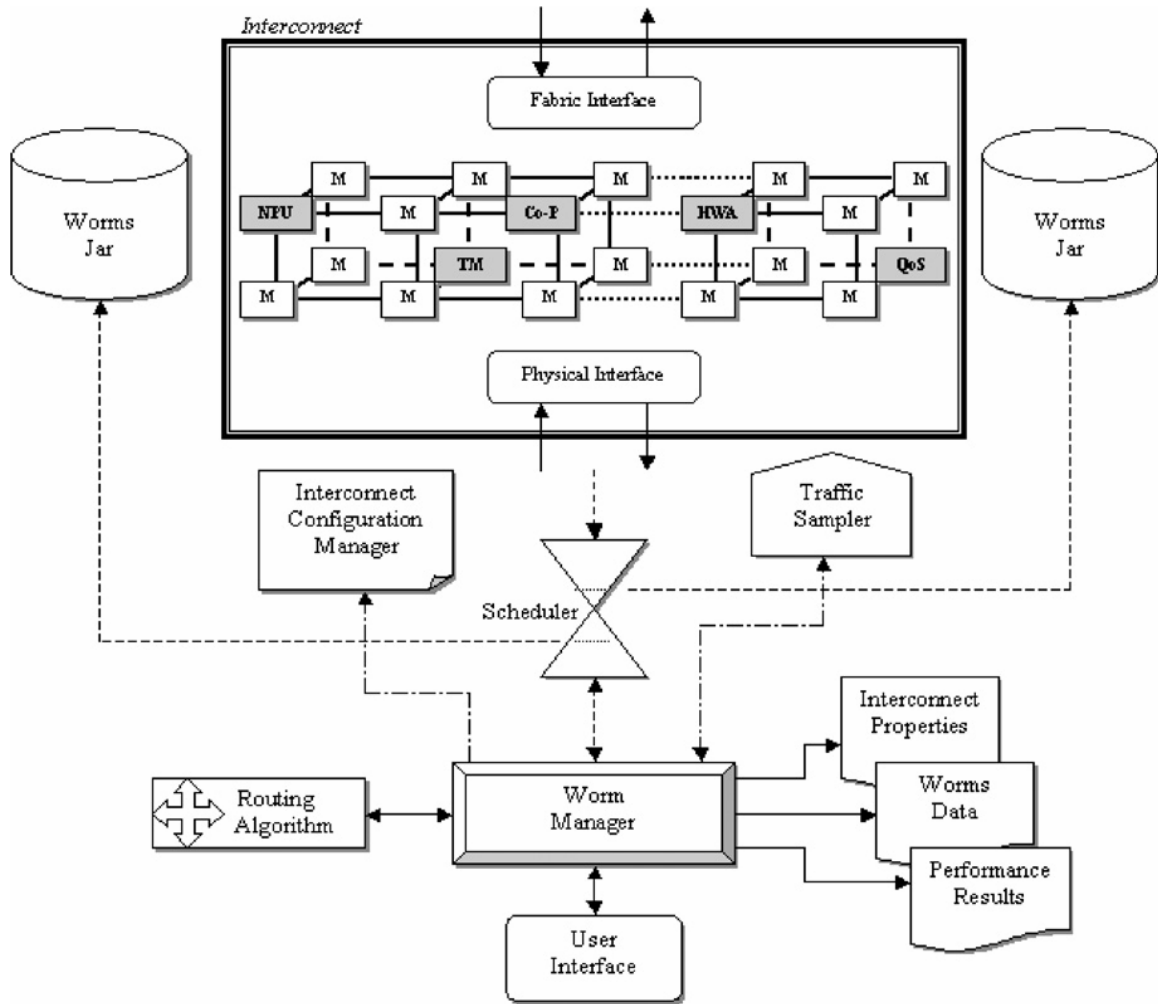 Interconnect
Fabric Interface
M M M M M
NPU M Co-P HWA M
M TM M M QoS
M M M M M
Physical Interface
Worms
Jar
Worms
Jar
Interconnect
Configuration
Manager
Traffic
Sampler
Scheduler
Interconnect
Properties
Worms
Data
Performance
Results
Routing
Algorithm
Worm
Manager
User
Interface